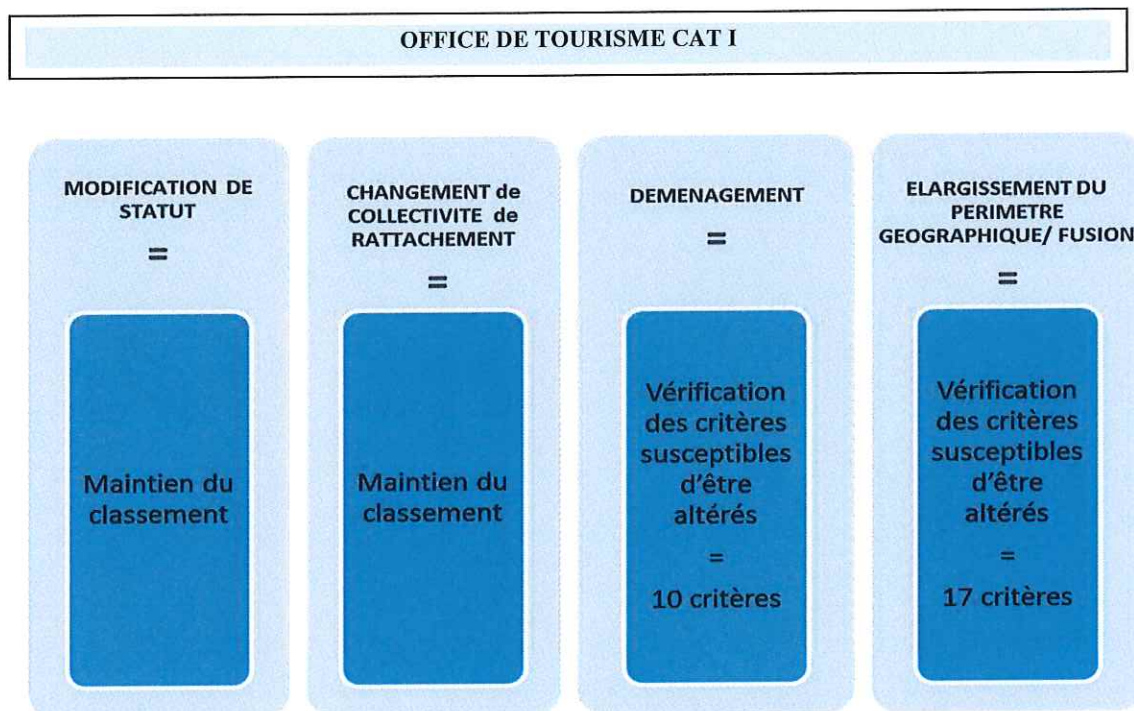 OFFICE DE TOURISME CAT I
MODIFICATION DE
STATUT
=
Maintien du
classement
CHANGEMENT de
COLLECTIVITE de
RATTACHEMENT
=
Maintien du
classement
DEMENAGEMENT
=
Vérification
des critères
susceptibles
d'être
altérés
=
10 critères
ELARGISSEMENT DU
PERIMETRE
GEOGRAPHIQUE/ FUSION
=
Vérification
des critères
susceptibles
d'être
altérés
=
17 critères